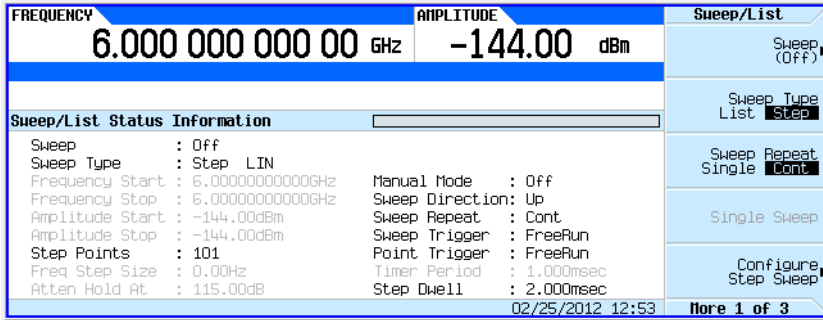 FREQUENCY AMPLITUDE Sweep/List
6.000 000 000 00 GHz -144.00 dBm
Sweep
(Off)
Sweep Type
List Step
Sweep/List Status Information
Sweep : Off
Sweep Type : Step LIN
Frequency Start : 6.00000000000GHz Manual Mode : Off
Frequency Stop : 6.00000000000GHz Sweep Direction: Up
Amplitude Start : -144.00dBm Sweep Repeat : Cont
Amplitude Stop : -144.00dBm Sweep Trigger : FreeRun
Step Points : 101 Point Trigger : FreeRun
Freq Step Size : 0.00Hz Timer Period : 1.000msec
Atten Hold At : 115.00dB Step Dwell : 2.000msec
Sweep Repeat
Single Cont
Single Sweep
Configure
Step Sweep
02/25/2012 12:53 More 1 of 3